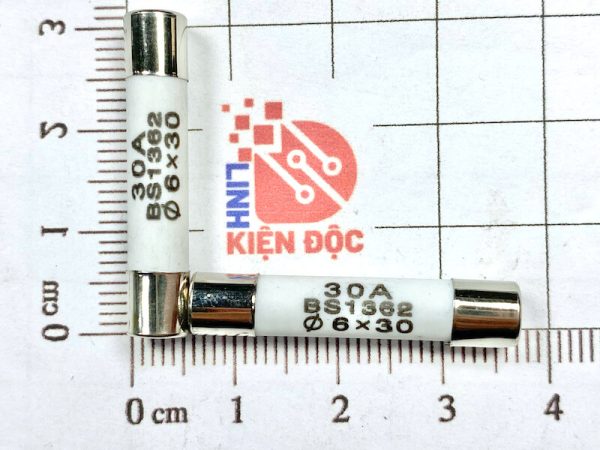 3
2
1
0 cm
30A
BS1362
Ø 6×30
LINH
KIỆN ĐỘC
30A
BS1362
Ø 6×30
0 cm 1 2 3 4